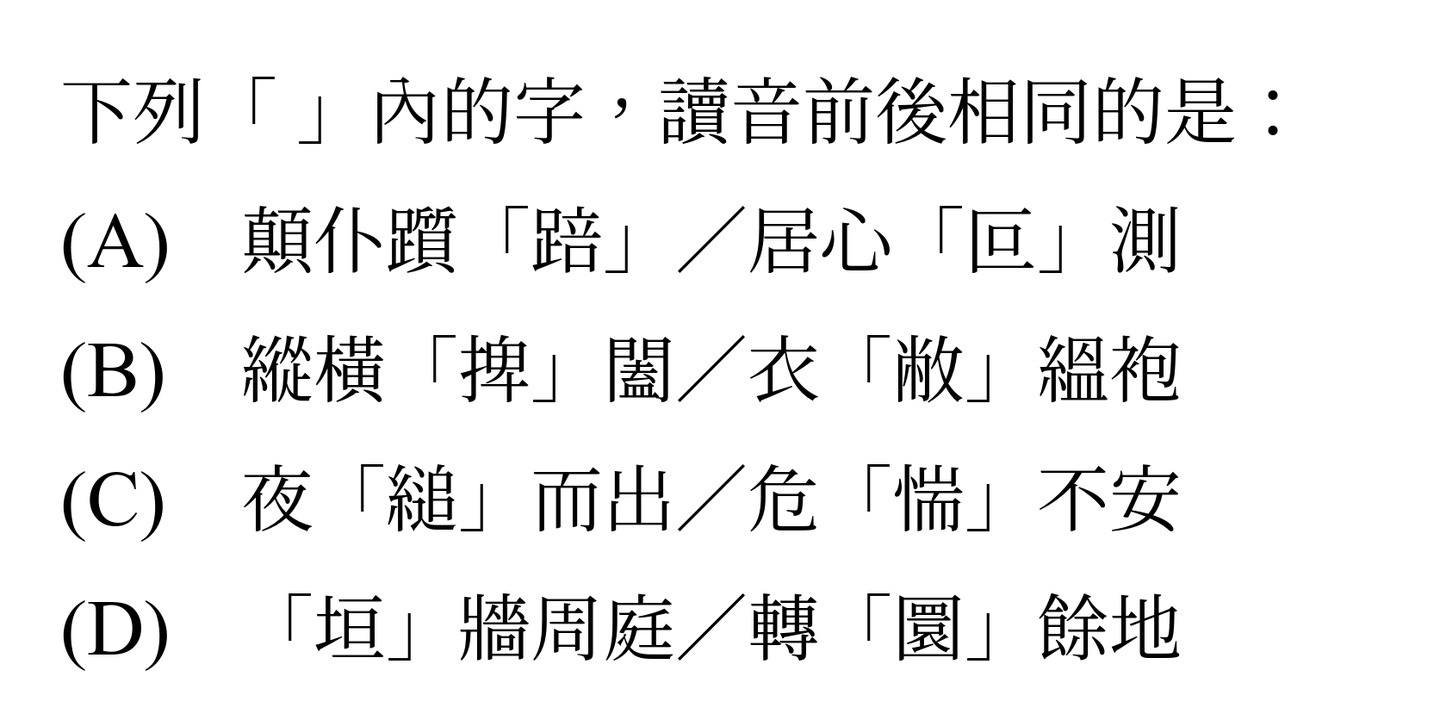 下列「 」內的字，讀音前後相同的是：
(A) 顛仆躓「踣」／居心「叵」測
(B) 縱橫「捭」闔／衣「敝」縕袍
(C) 夜「縋」而出／危「惴」不安
(D) 「垣」牆周庭／轉「圜」餘地